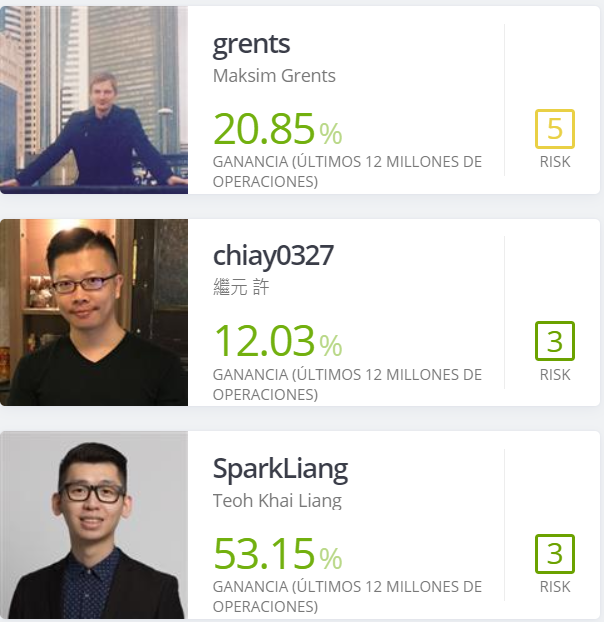 grents
Maksim Grents
20.85%
GANANCIA (ÚLTIMOS 12 MILLONES DE
OPERACIONES)
5
RISK
chiay0327
繼元 許
12.03%
GANANCIA (ÚLTIMOS 12 MILLONES DE
OPERACIONES)
3
RISK
SparkLiang
Teoh Khai Liang
53.15%
GANANCIA (ÚLTIMOS 12 MILLONES DE
OPERACIONES)
3
RISK